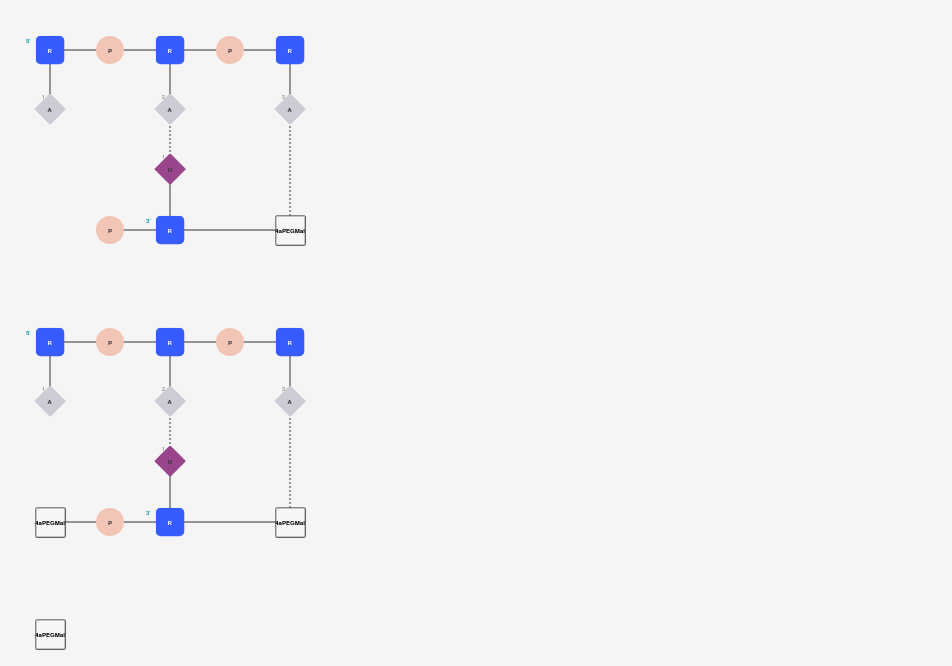 5' R P R P R
1 A 2 A 3 A
1 U
P 3' R 4aPEGMal
5' R P R P R
1 A 2 A 3 A
1 U
4aPEGMal P 3' R 4aPEGMal
4aPEGMal